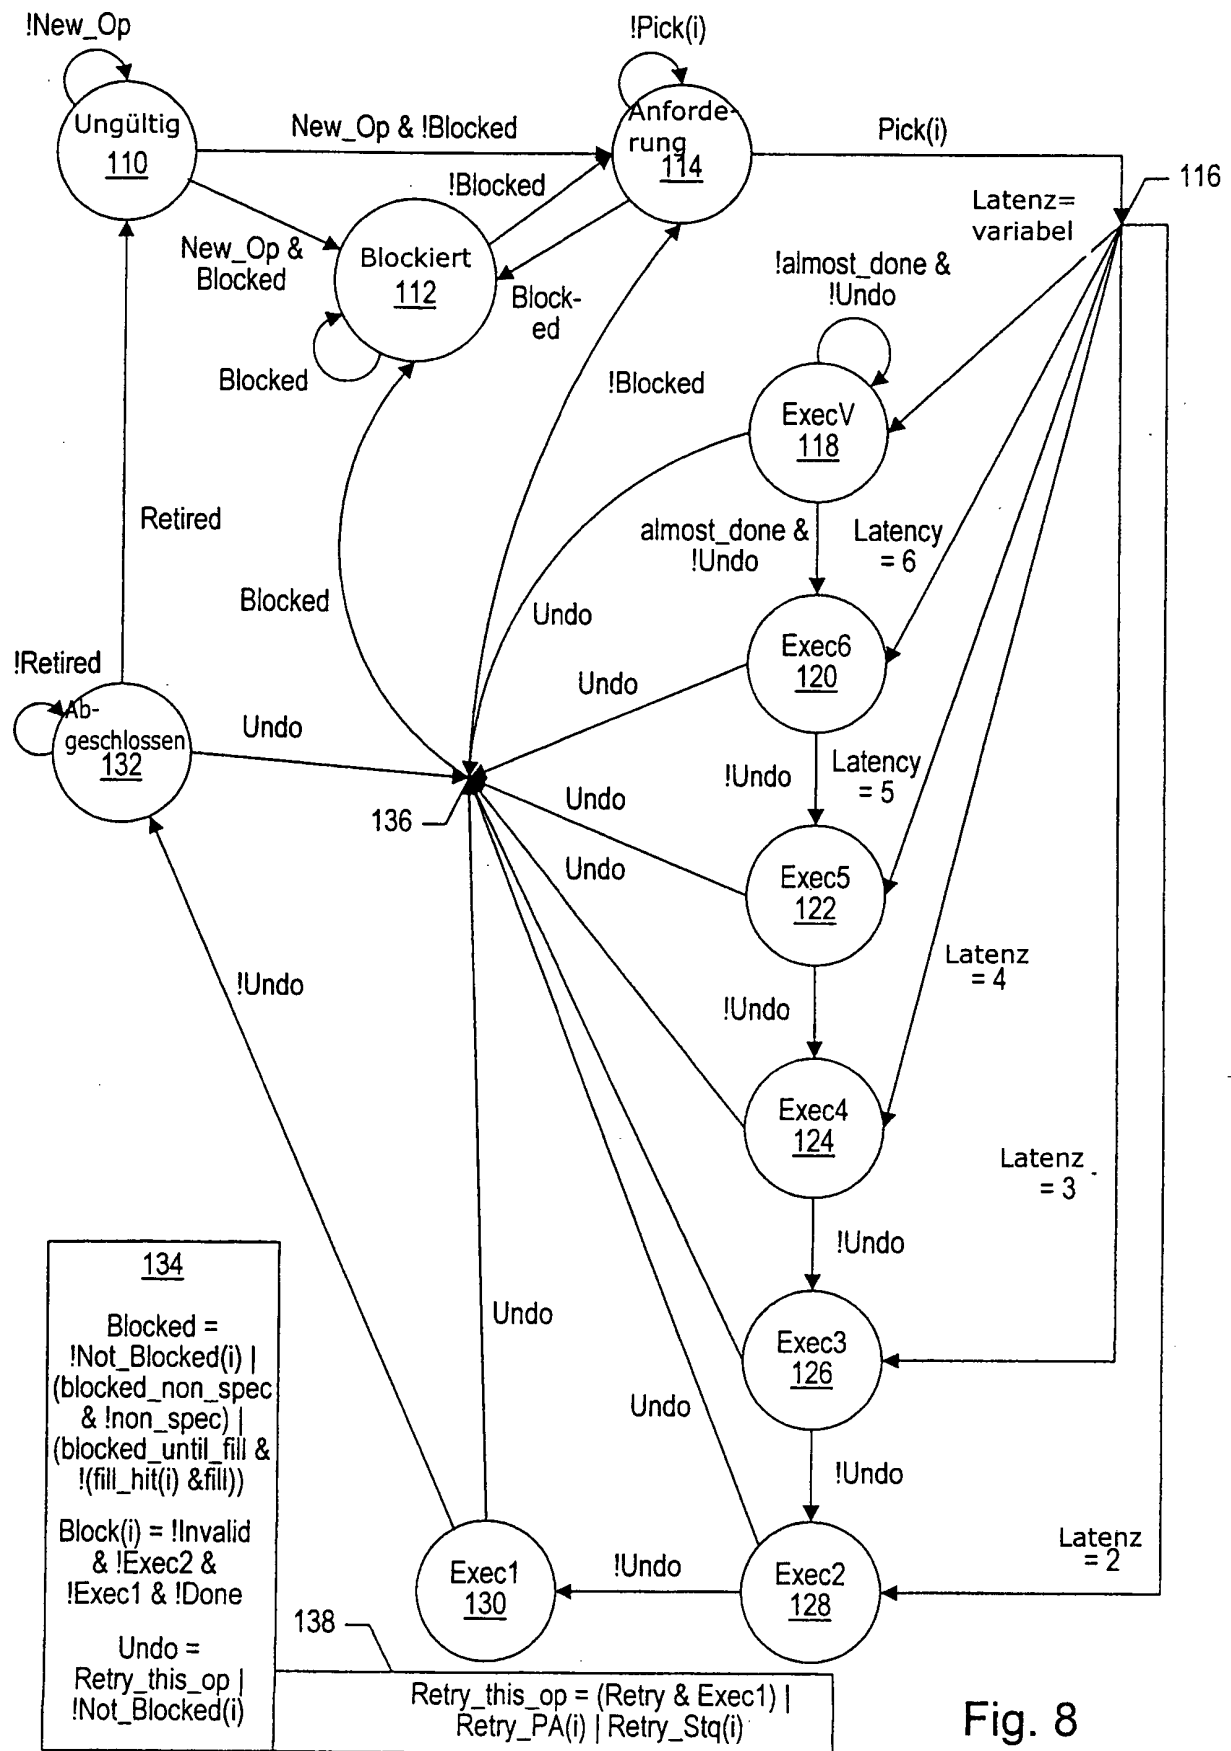 !New_Op
!Pick(i)
Ungültig
110
New_Op & !Blocked
Anforde-
rung
114
Pick(i)
116
!Blocked
Latenz=
variabel
New_Op &
Blocked
Blockiert
112
Block-
ed
!almost_done &
!Undo
Blocked
!Blocked
ExecV
118
Retired
almost_done &
!Undo
Latency
= 6
Blocked
Undo
!Retired
Exec6
120
Undo
Ab-
geschlossen
132
Undo
!Undo
Latency
= 5
136
Undo
Undo
Exec5
122
!Undo
!Undo
Latenz
= 4
Exec4
124
Latenz
= 3
!Undo
134
Blocked =
!Not_Blocked(i) |
(blocked_non_spec
& !non_spec) |
(blocked_until_fill &
!(fill_hit(i) &fill))
Block(i) = !Invalid
& !Exec2 &
!Exec1 & !Done
Undo =
Retry_this_op |
!Not_Blocked(i)
Undo
Exec3
126
Undo
!Undo
Latenz
= 2
Exec1
130
!Undo
Exec2
128
138
Retry_this_op = (Retry & Exec1) |
Retry_PA(i) | Retry_Stq(i)
Fig. 8